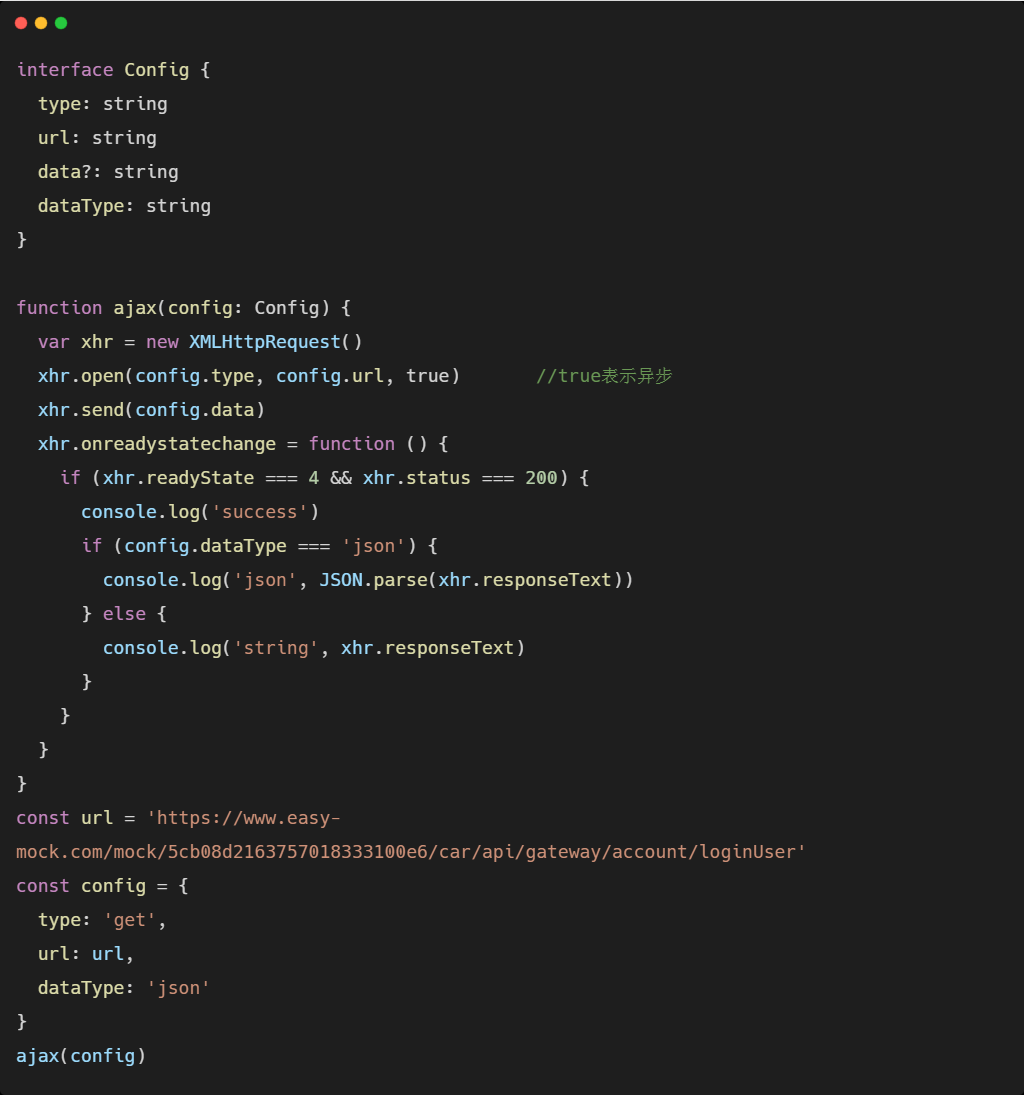 interface Config {
  type: string
  url: string
  data?: string
  dataType: string
}

function ajax(config: Config) {
  var xhr = new XMLHttpRequest()
  xhr.open(config.type, config.url, true)       //true表示异步
  xhr.send(config.data)
  xhr.onreadystatechange = function () {
    if (xhr.readyState === 4 && xhr.status === 200) {
      console.log('success')
      if (config.dataType === 'json') {
        console.log('json', JSON.parse(xhr.responseText))
      } else {
        console.log('string', xhr.responseText)
      }
    }
  }
}
const url = 'https://www.easy-
mock.com/mock/5cb08d2163757018333100e6/car/api/gateway/account/loginUser'
const config = {
  type: 'get',
  url: url,
  dataType: 'json'
}
ajax(config)